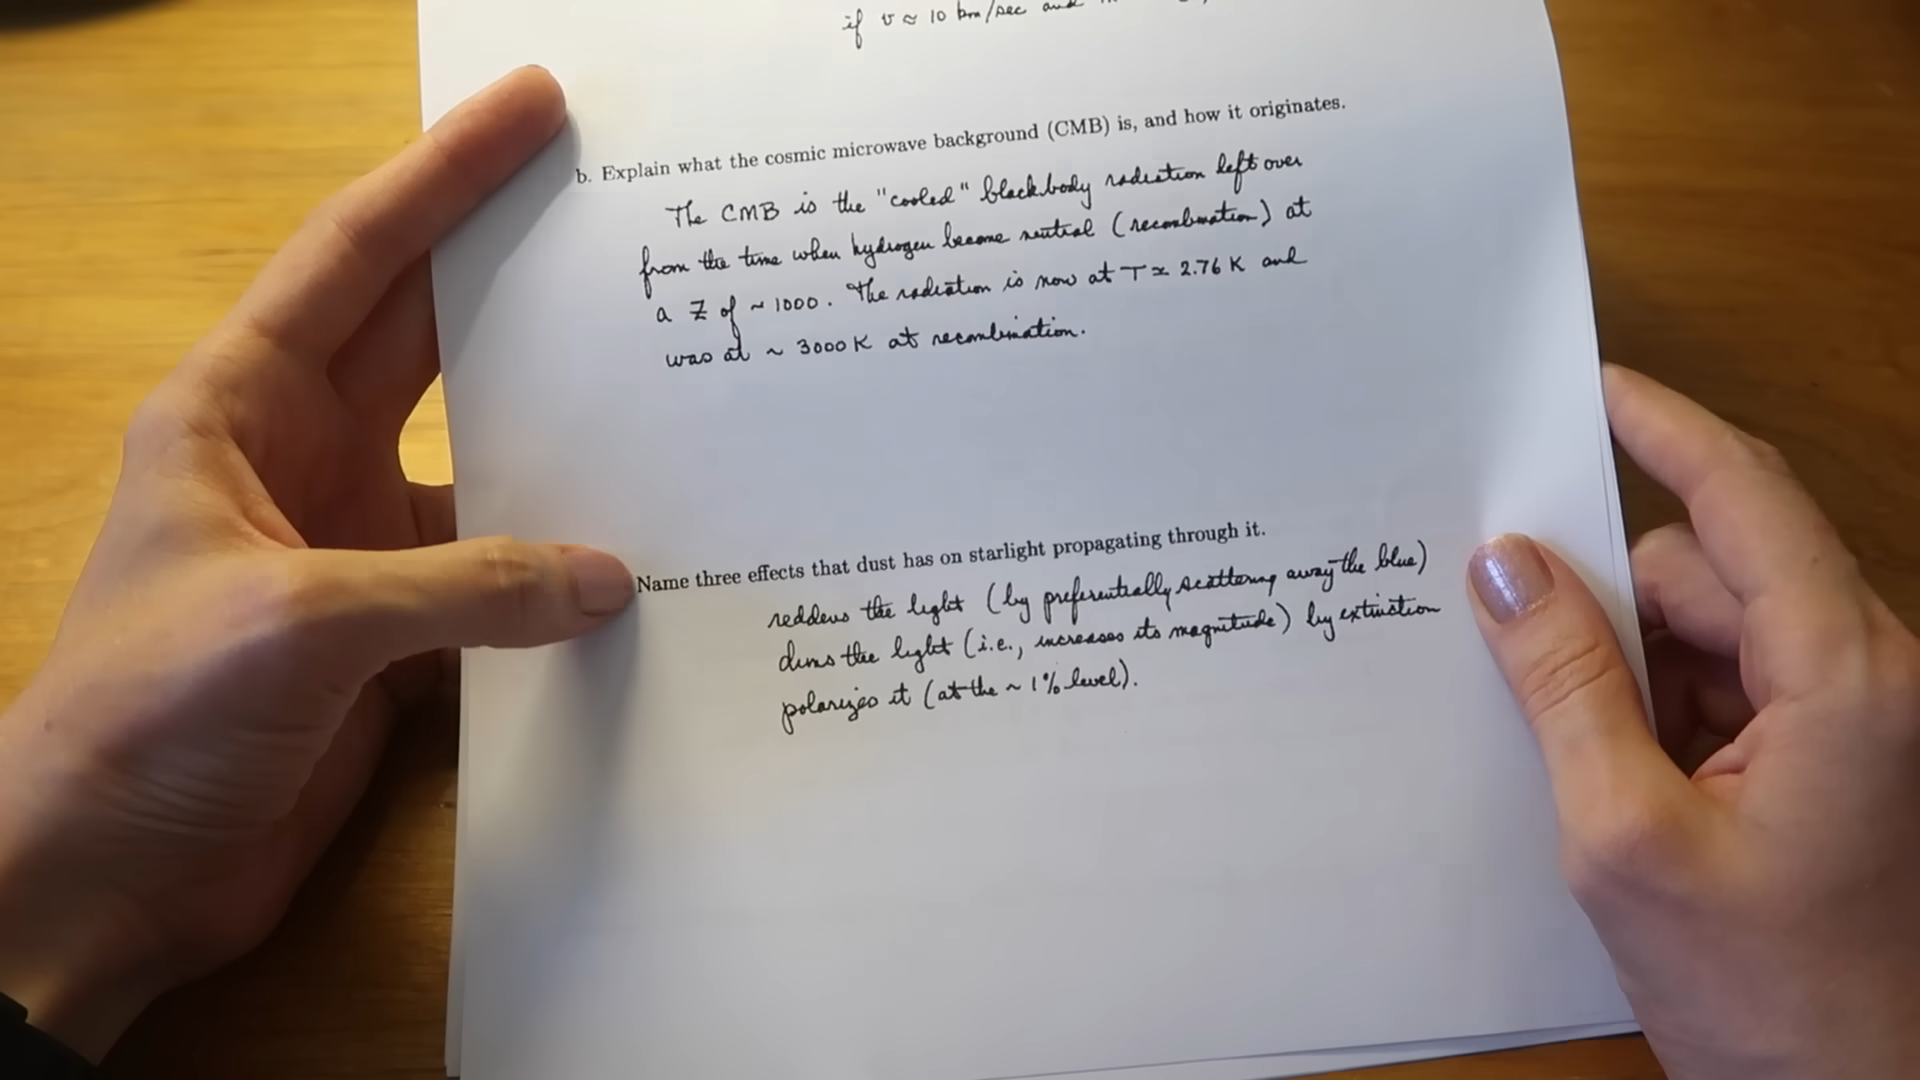 if v ≈ 10 km/sec and
b. Explain what the cosmic microwave background (CMB) is, and how it originates.
The CMB is the "cooled" blackbody radiation left over
from the time when hydrogen became neutral (recombination) at
a Z of ~ 1000. The radiation is now at T ≃ 2.76 K and
was at ~ 3000 K at recombination.
Name three effects that dust has on starlight propagating through it.
reddens the light (by preferentially scattering away the blue)
dims the light (i.e., increases its magnitude) by extinction
polarizes it (at the ~ 1% level).